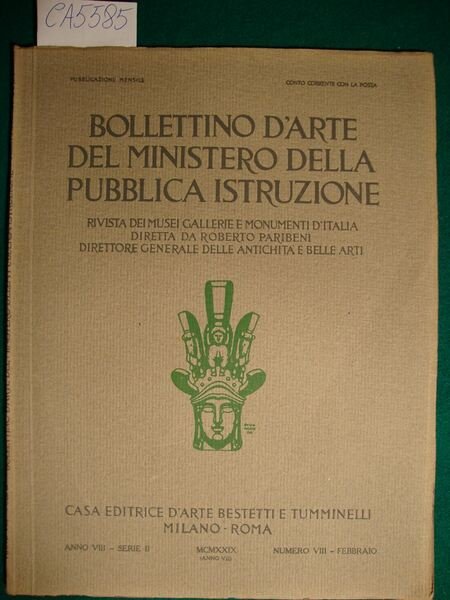 CA5585
PUBBLICAZIONE MENSILE
CONTO CORRENTE CON LA POSTA
BOLLETTINO D'ARTE
DEL MINISTERO DELLA
PUBBLICA ISTRUZIONE
RIVISTA DEI MUSEI GALLERIE E MONUMENTI D'ITALIA
DIRETTA DA ROBERTO PARIBENI
DIRETTORE GENERALE DELLE ANTICHITA E BELLE ARTI
CASA EDITRICE D'ARTE BESTETTI E TUMMINELLI
MILANO - ROMA
ANNO VIII - SERIE II
MCMXXIX
NUMERO VIII - FEBBRAIO
(ANNO VII)